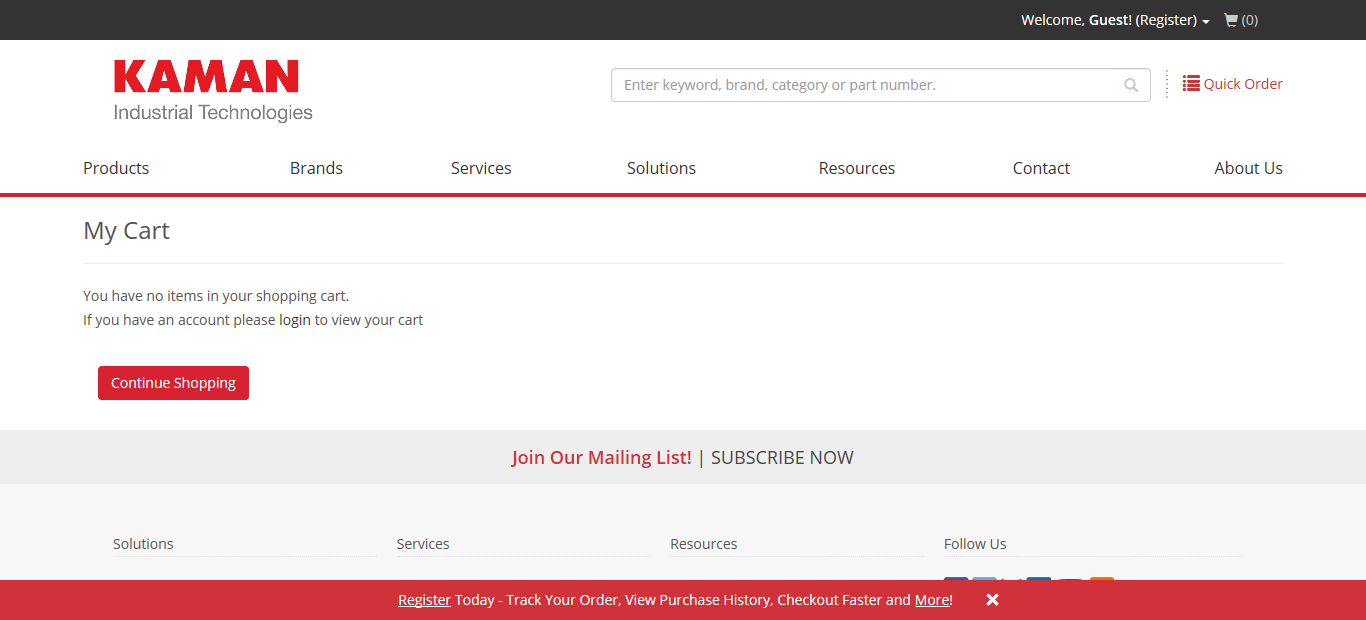 Welcome, Guest! (Register) (0)
KAMAN
Industrial Technologies
Enter keyword, brand, category or part number.
Quick Order
Products Brands Services Solutions Resources Contact About Us
My Cart
You have no items in your shopping cart.
If you have an account please login to view your cart
Continue Shopping
Join Our Mailing List! | SUBSCRIBE NOW
Solutions Services Resources Follow Us
Register Today - Track Your Order, View Purchase History, Checkout Faster and More!